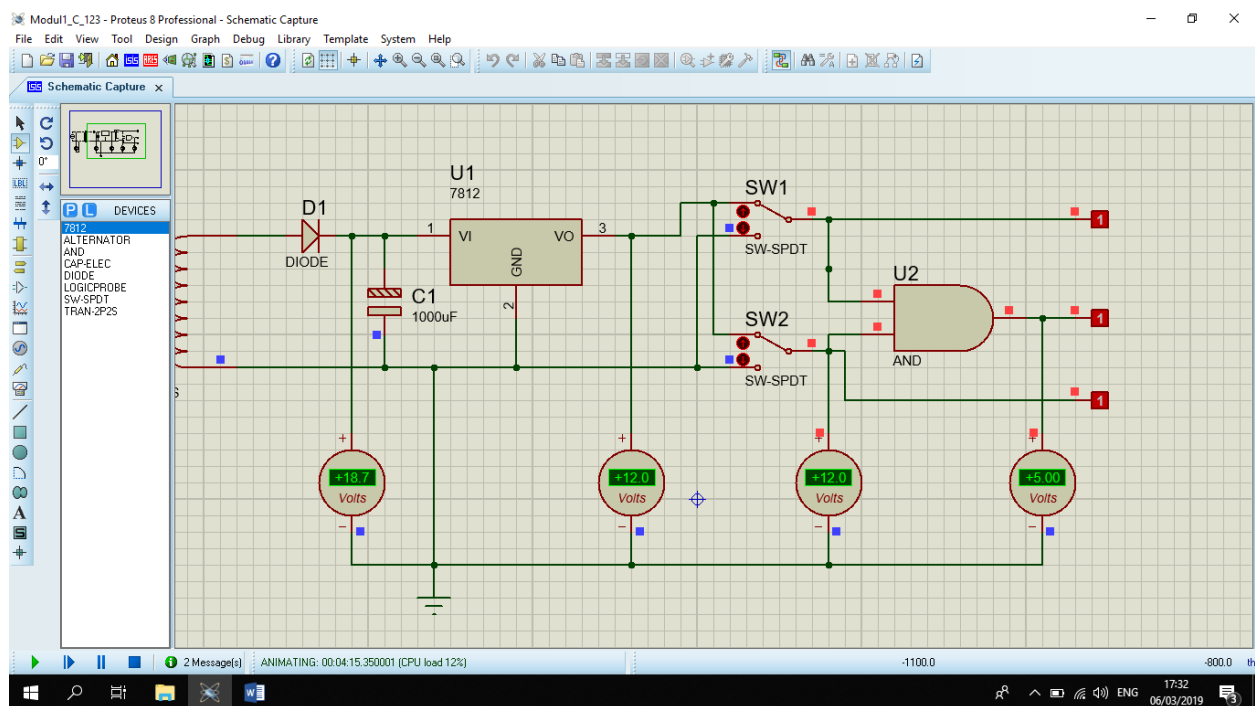 Modul1_C_123 - Proteus 8 Professional - Schematic Capture
File Edit View Tool Design Graph Debug Library Template System Help
Schematic Capture x
0°
P L DEVICES
7812
ALTERNATOR
AND
CAP-ELEC
DIODE
LOGICPROBE
SW-SPDT
TRAN-2P2S
LBL
A
S
D1
DIODE
C1
1000uF
U1
7812
1 VI VO 3
GND
2
SW1
SW-SPDT
SW2
SW-SPDT
U2
AND
1
1
1
S
+
+18.7
Volts
−
+
+12.0
Volts
−
+
+12.0
Volts
−
+
+5.00
Volts
−
2 Message(s) ANIMATING: 00:04:15.350001 (CPU load 12%) -1100.0 -800.0 th
ENG 17:32
06/03/2019 3